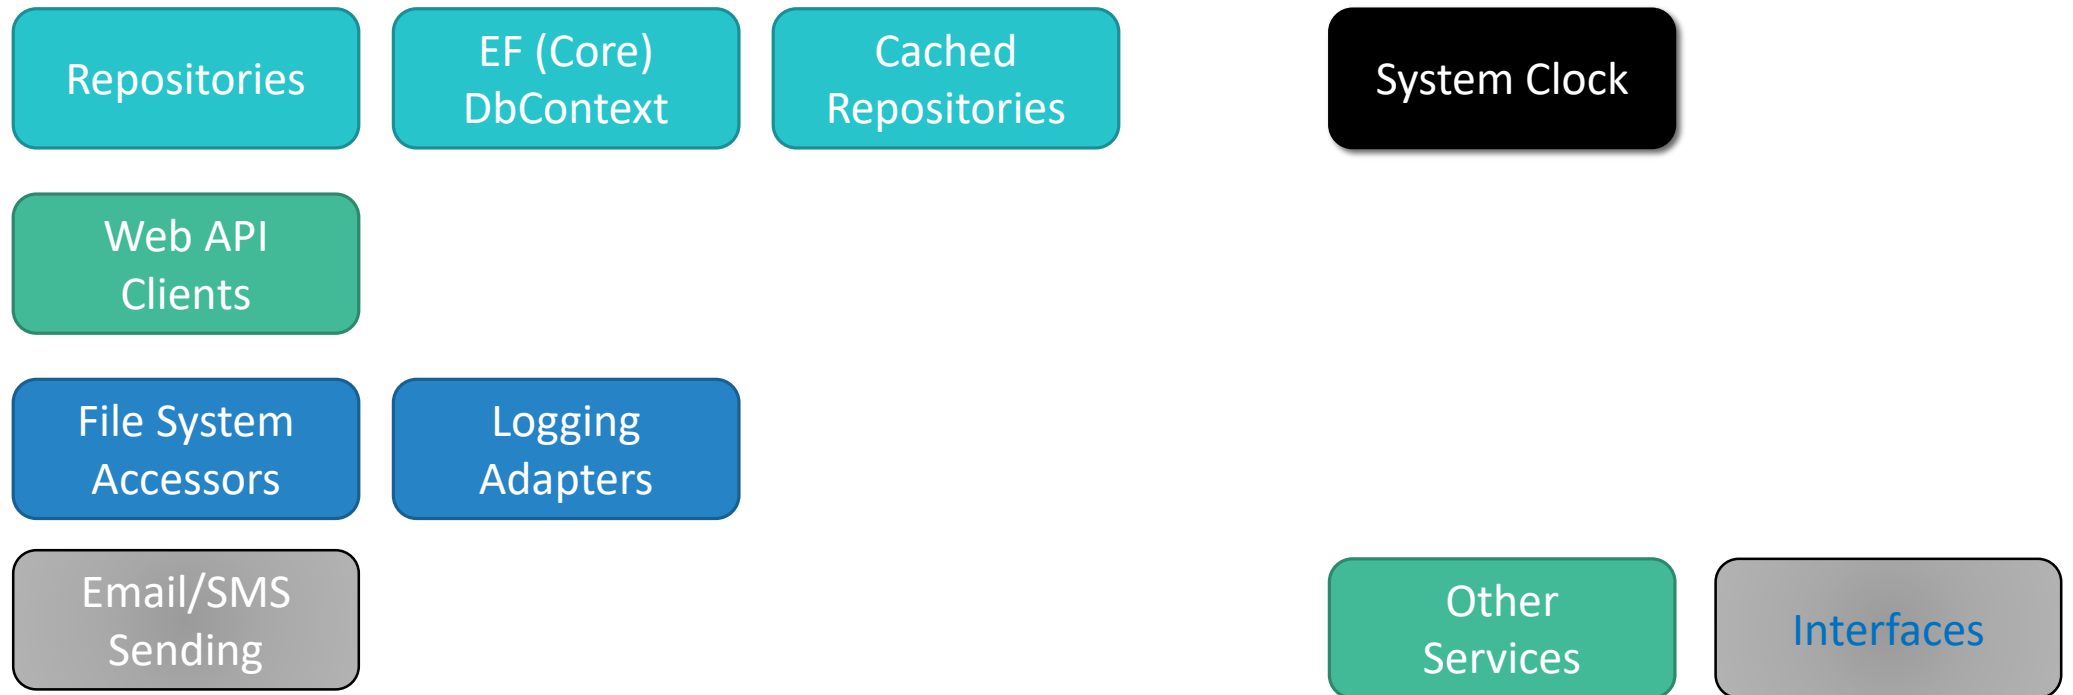 Repositories
EF (Core)
DbContext
Cached
Repositories
System Clock
Web API
Clients
File System
Accessors
Logging
Adapters
Email/SMS
Sending
Other
Services
Interfaces